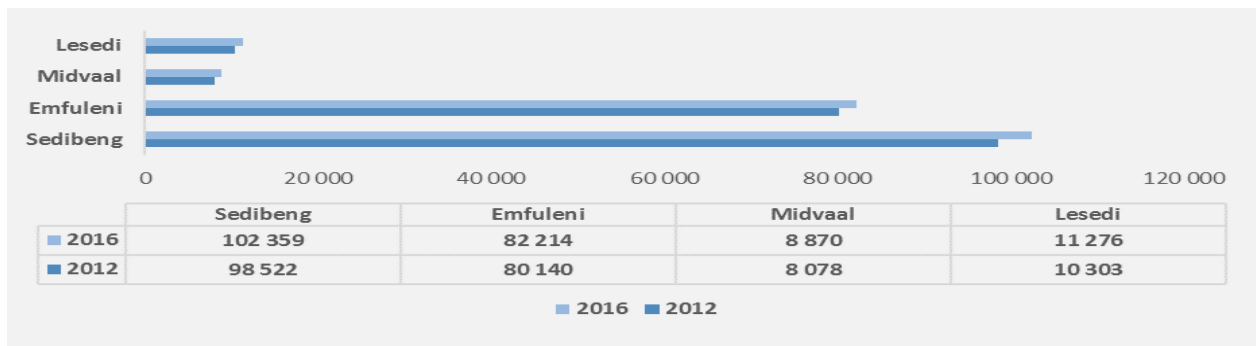 Lesedi
Midvaal
Emfuleni
Sedibeng
0 20 000 40 000 60 000 80 000 100 000 120 000
Sedibeng Emfuleni Midvaal Lesedi
2016 102 359 82 214 8 870 11 276
2012 98 522 80 140 8 078 10 303
2016 2012